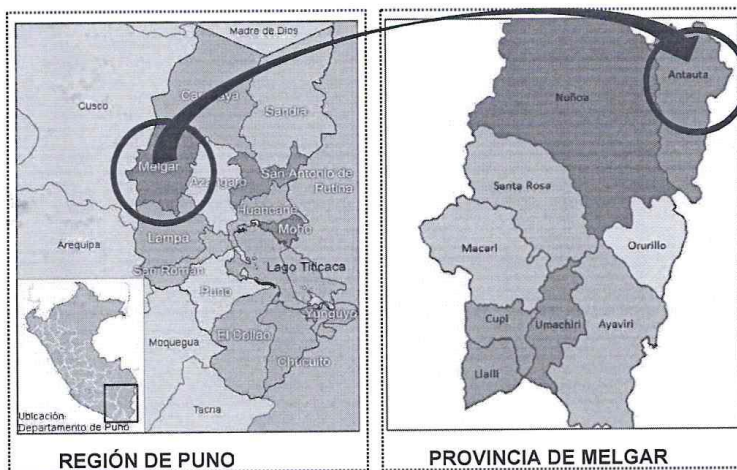 Madre de Dios
Cusco
Carabaya
Sandra
Melgar
Azángaro
San Antonio de
Putina
Huancané
Moho
Arequipa
Lampa
San Román
Lago Titicaca
Puno
Yunguyo
El Collao
Moquegua
Chucuito
Tacna
Ubicación
Departamento de Puno
REGIÓN DE PUNO
Antauta
Nuñoa
Santa Rosa
Orurillo
Macari
Cupi
Umachiri
Ayaviri
Llalli
PROVINCIA DE MELGAR